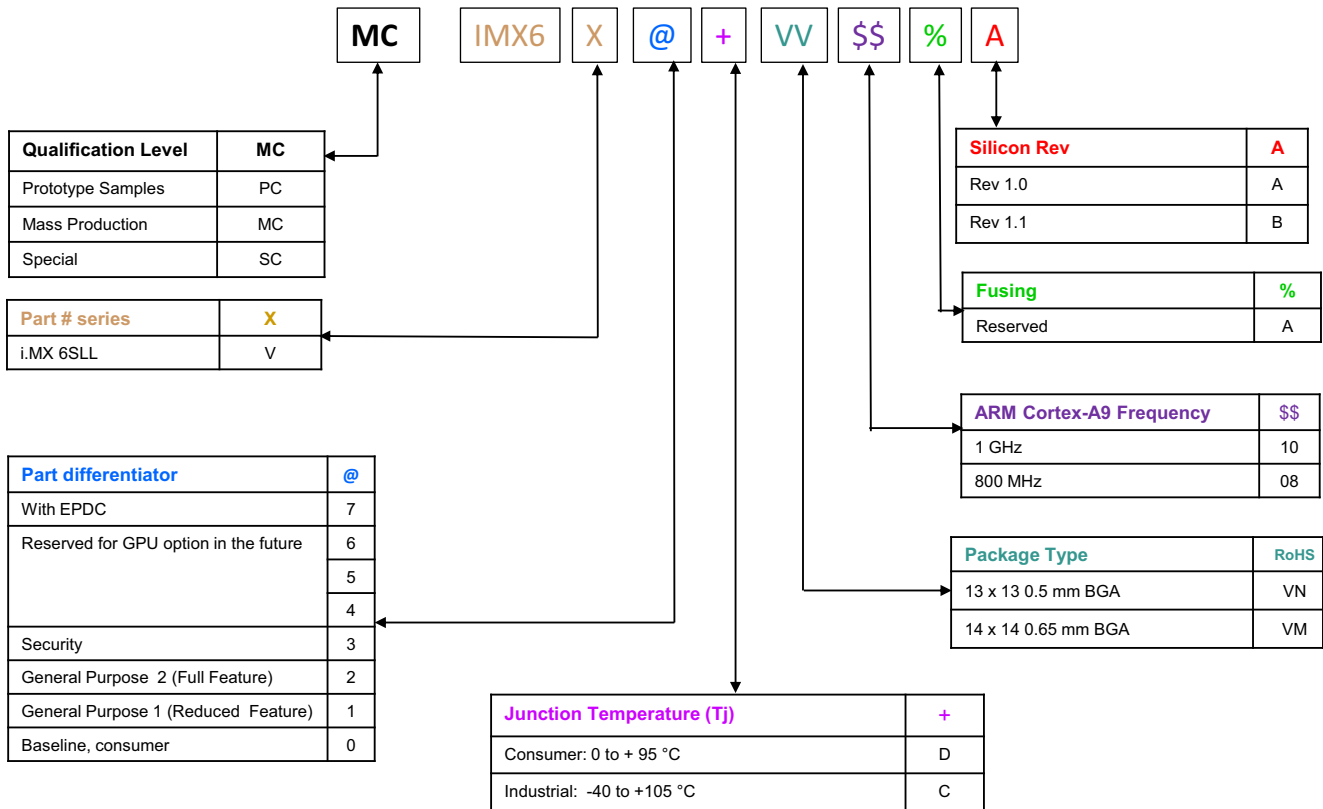 MC IMX6 X @ + VV $$ % A
Qualification Level MC
Prototype Samples PC
Mass Production MC
Special SC
Part # series X
i.MX 6SLL V
Part differentiator @
With EPDC 7
Reserved for GPU option in the future 6
5
4
Security 3
General Purpose 2 (Full Feature) 2
General Purpose 1 (Reduced Feature) 1
Baseline, consumer 0
Junction Temperature (Tj) +
Consumer: 0 to + 95 °C D
Industrial: -40 to +105 °C C
Silicon Rev A
Rev 1.0 A
Rev 1.1 B
Fusing %
Reserved A
ARM Cortex-A9 Frequency $$
1 GHz 10
800 MHz 08
Package Type RoHS
13 x 13 0.5 mm BGA VN
14 x 14 0.65 mm BGA VM